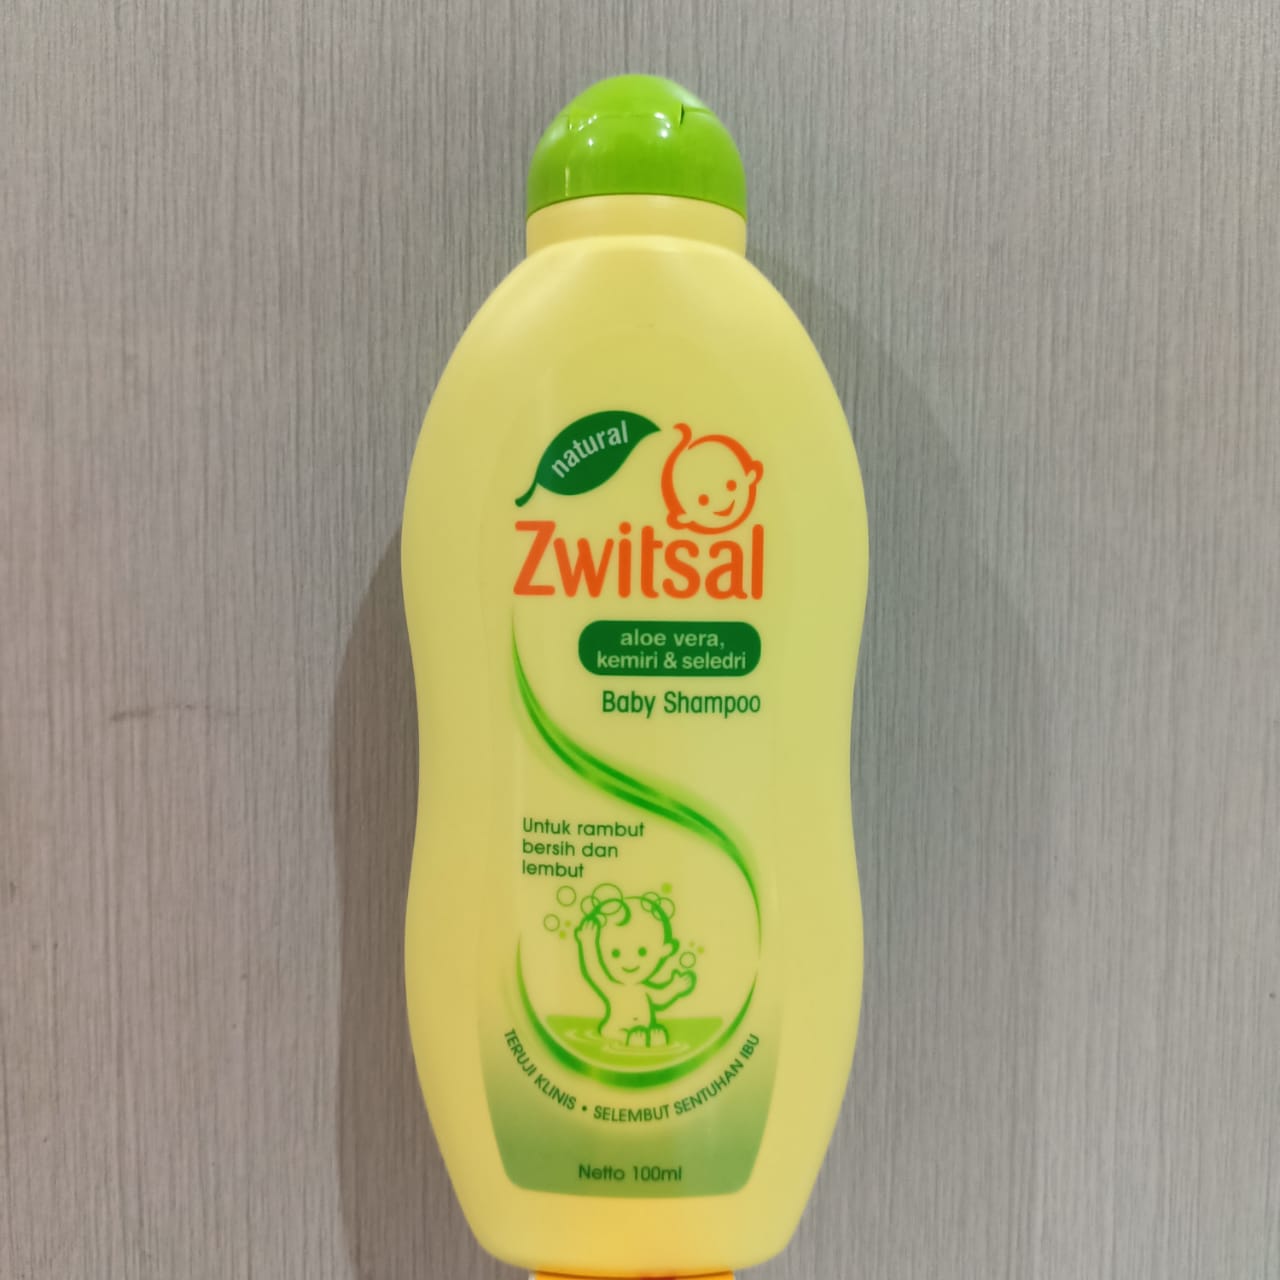 natural
Zwitsal
aloe vera,
kemiri & seledri
Baby Shampoo
Untuk rambut
bersih dan
lembut
TERUJI KLINIS • SELEMBUT SENTUHAN IBU
Netto 100ml